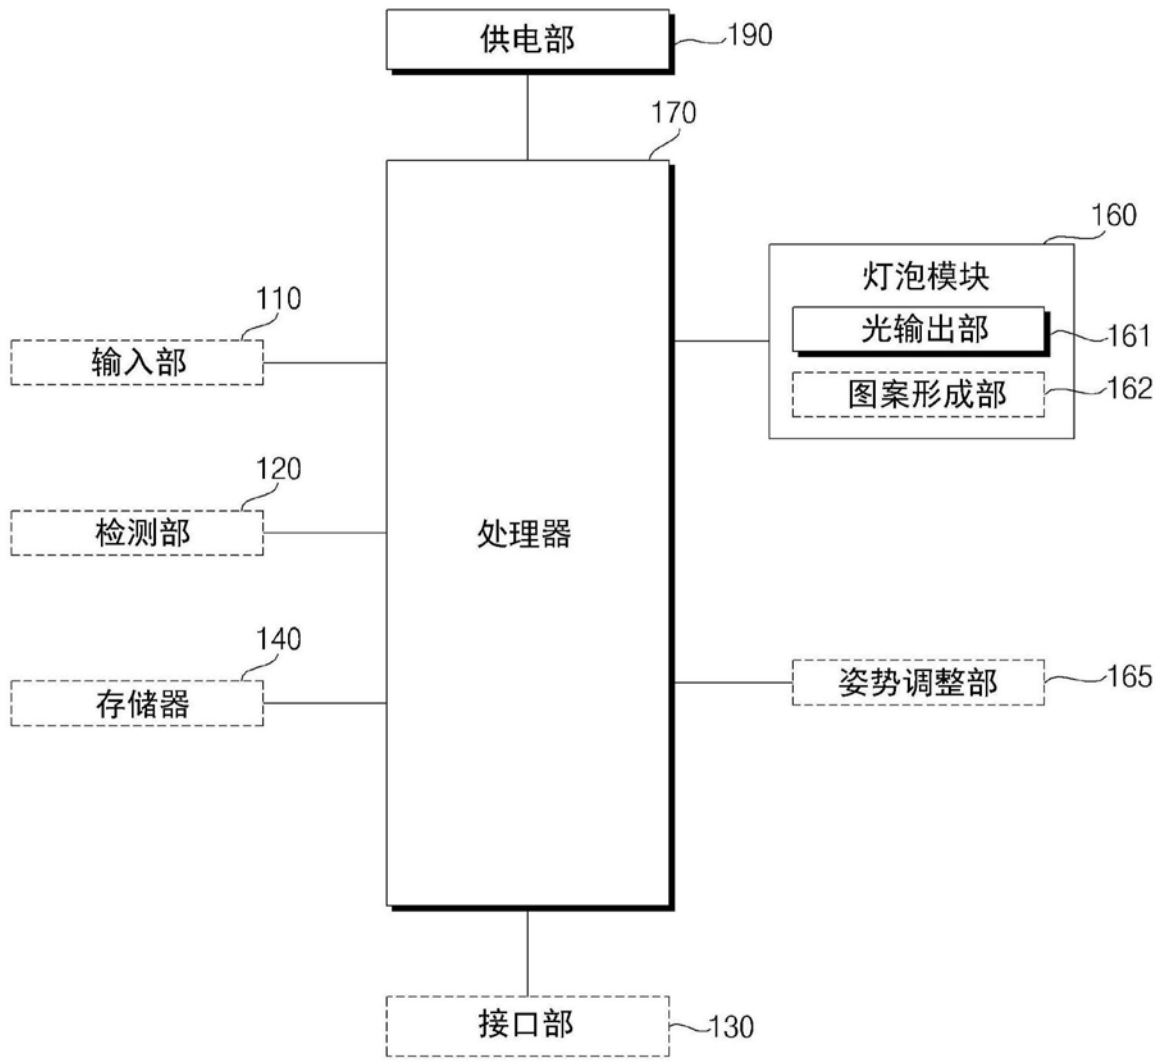 供电部
190
170
160
灯泡模块
110
光输出部
161
输入部
图案形成部
162
120
检测部
处理器
140
存储器
姿势调整部
165
接口部
130